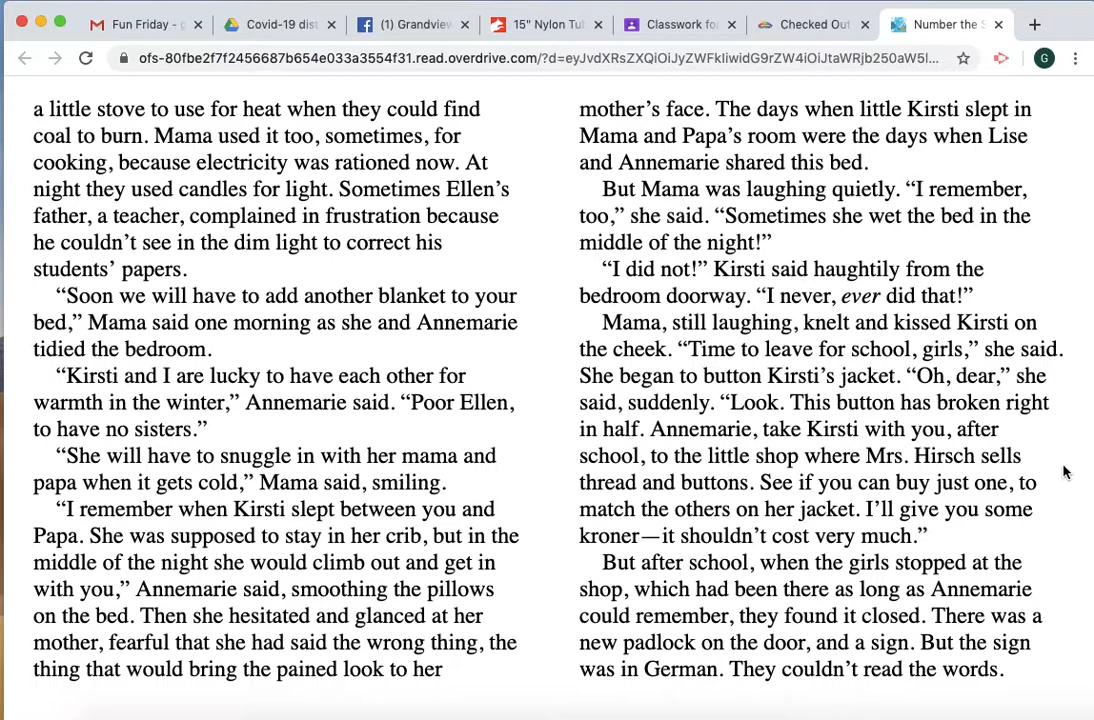 Fun Friday - g
Covid-19 dist
(1) Grandview
15" Nylon Tu
Classwork fo
Checked Out
Number the S
ofs-80fbe2f7f2456687b654e033a3554f31.read.overdrive.com/?d=eyJvdXRsZXQiOiJyZWFkIiwidG9rZW4iOiJtaWRjb250aW5l...
G
a little stove to use for heat when they could find
coal to burn. Mama used it too, sometimes, for
cooking, because electricity was rationed now. At
night they used candles for light. Sometimes Ellen’s
father, a teacher, complained in frustration because
he couldn’t see in the dim light to correct his
students’ papers.
“Soon we will have to add another blanket to your
bed,” Mama said one morning as she and Annemarie
tidied the bedroom.
“Kirsti and I are lucky to have each other for
warmth in the winter,” Annemarie said. “Poor Ellen,
to have no sisters.”
“She will have to snuggle in with her mama and
papa when it gets cold,” Mama said, smiling.
“I remember when Kirsti slept between you and
Papa. She was supposed to stay in her crib, but in the
middle of the night she would climb out and get in
with you,” Annemarie said, smoothing the pillows
on the bed. Then she hesitated and glanced at her
mother, fearful that she had said the wrong thing, the
thing that would bring the pained look to her
mother’s face. The days when little Kirsti slept in
Mama and Papa’s room were the days when Lise
and Annemarie shared this bed.
But Mama was laughing quietly. “I remember,
too,” she said. “Sometimes she wet the bed in the
middle of the night!”
“I did not!” Kirsti said haughtily from the
bedroom doorway. “I never, ever did that!”
Mama, still laughing, knelt and kissed Kirsti on
the cheek. “Time to leave for school, girls,” she said.
She began to button Kirsti’s jacket. “Oh, dear,” she
said, suddenly. “Look. This button has broken right
in half. Annemarie, take Kirsti with you, after
school, to the little shop where Mrs. Hirsch sells
thread and buttons. See if you can buy just one, to
match the others on her jacket. I’ll give you some
kroner—it shouldn’t cost very much.”
But after school, when the girls stopped at the
shop, which had been there as long as Annemarie
could remember, they found it closed. There was a
new padlock on the door, and a sign. But the sign
was in German. They couldn’t read the words.